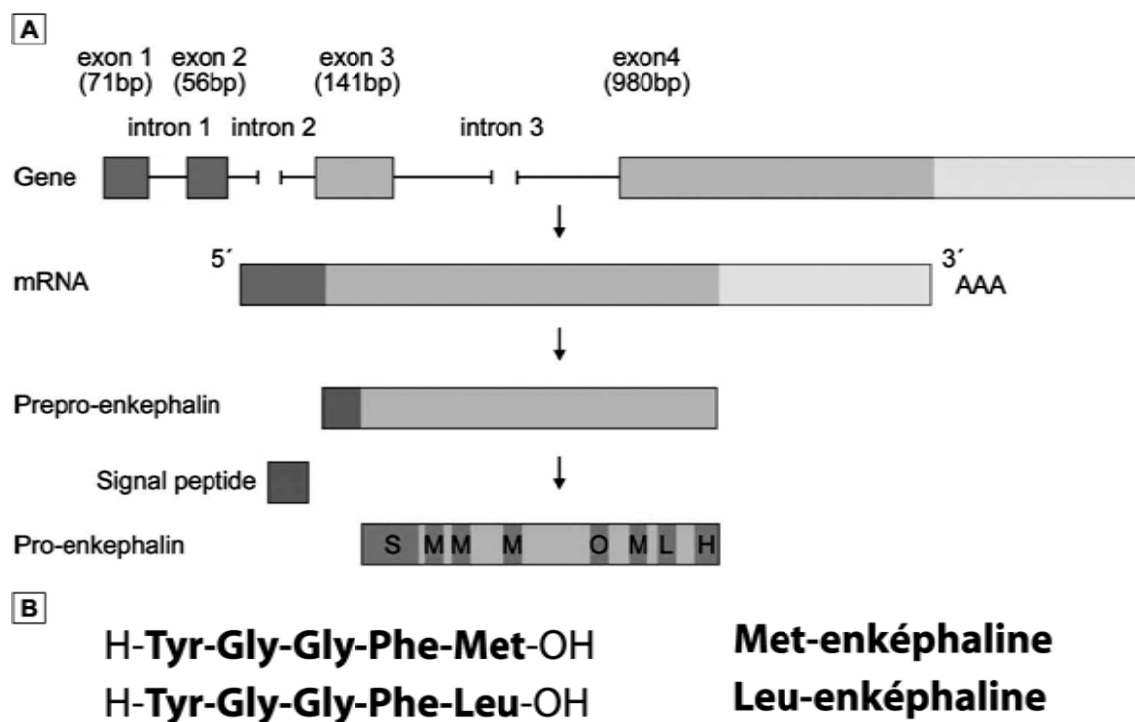 A
exon 1 exon 2 exon 3 exon4
(71bp) (56bp) (141bp) (980bp)
intron 1 intron 2 intron 3
Gene
5´ 3´
mRNA AAA
Prepro-enkephalin
Signal peptide
Pro-enkephalin S M M M O M L H
B
H-Tyr-Gly-Gly-Phe-Met-OH Met-enképhaline
H-Tyr-Gly-Gly-Phe-Leu-OH Leu-enképhaline